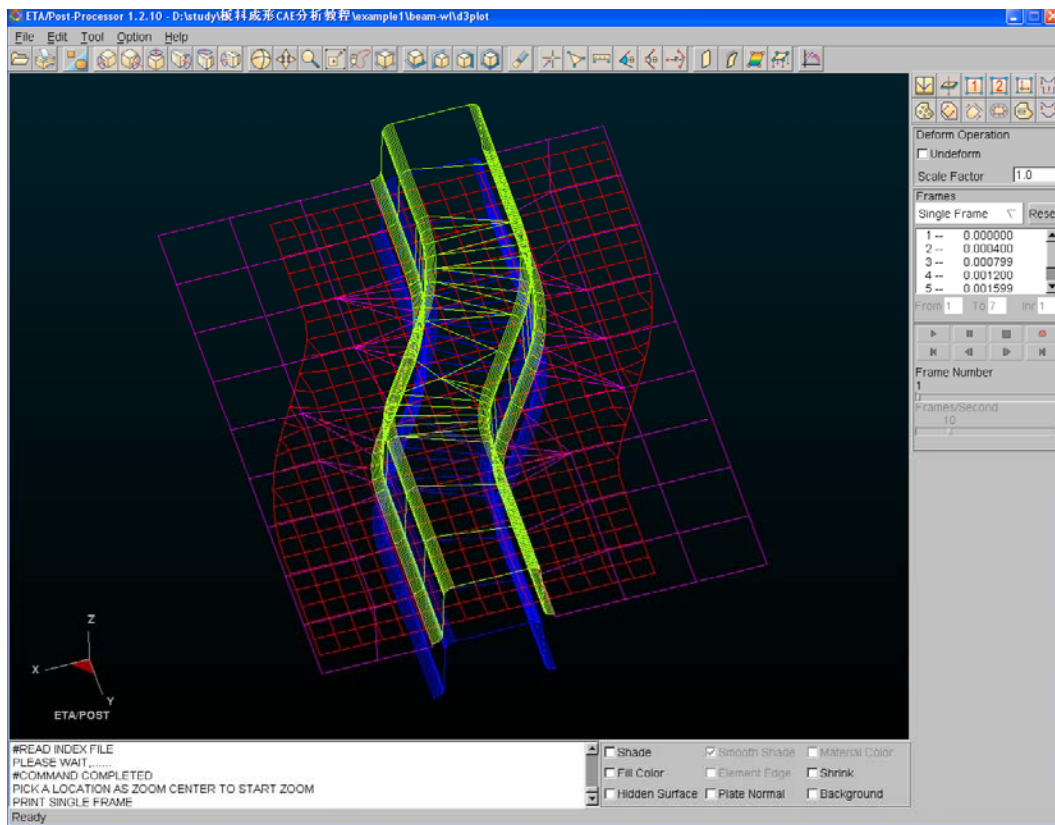 ETA/Post-Processor 1.2.10 - D:\study\板料成形CAE分析教程\example1\beam-wl\d3plot
File Edit Tool Option Help
Deform Operation
Undeform
Scale Factor 1.0
Frames
Single Frame Rese
1 -- 0.000000
2 -- 0.000400
3 -- 0.000799
4 -- 0.001200
5 -- 0.001599
From 1 To 7 Inr 1
Frame Number
1
Frames/Second
10
Z
X
Y
ETA/POST
#READ INDEX FILE
PLEASE WAIT,......
#COMMAND COMPLETED
PICK A LOCATION AS ZOOM CENTER TO START ZOOM
PRINT SINGLE FRAME
Shade Smooth Shade Material Color
Fill Color Element Edge Shrink
Hidden Surface Plate Normal Background
Ready